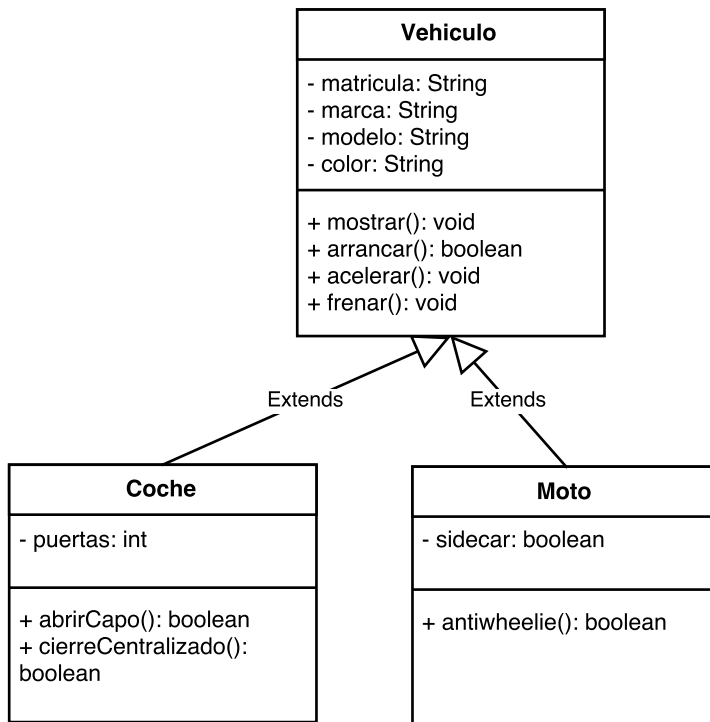 Vehiculo
- matricula: String
- marca: String
- modelo: String
- color: String
+ mostrar(): void
+ arrancar(): boolean
+ acelerar(): void
+ frenar(): void
Extends
Extends
Coche
- puertas: int
+ abrirCapo(): boolean
+ cierreCentralizado():
boolean
Moto
- sidecar: boolean
+ antiwheelie(): boolean